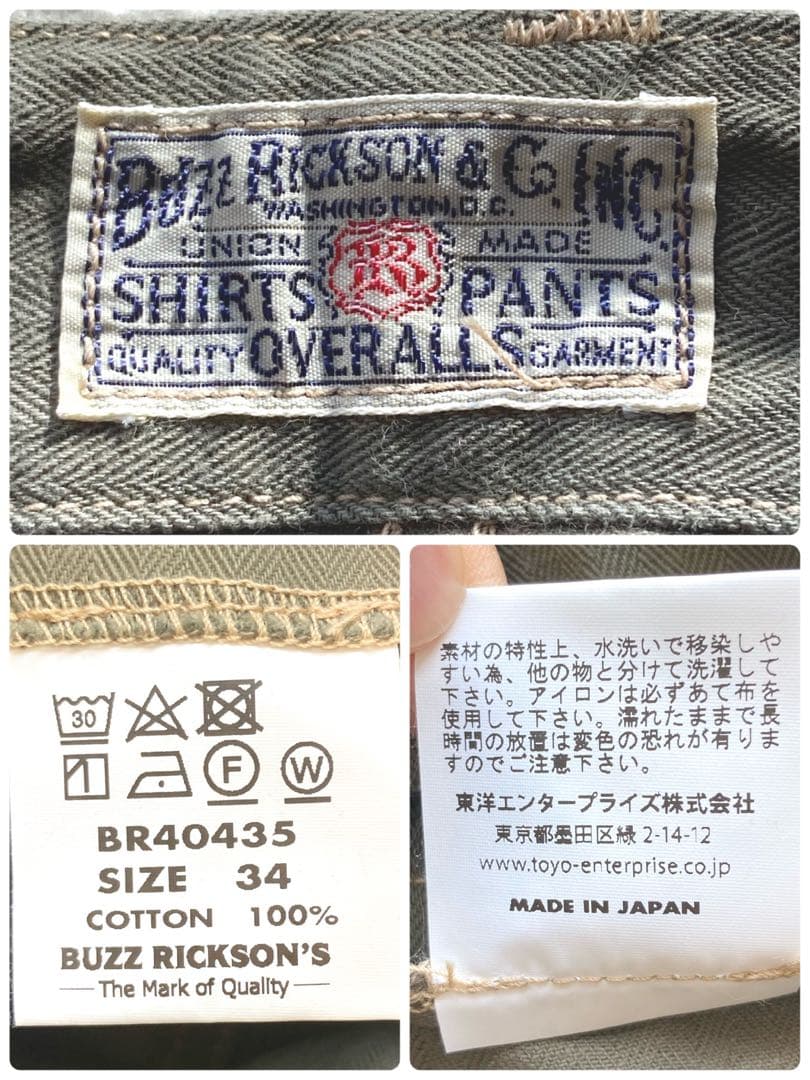 BUZZ RICKSON & CO. INC.
WASHINGTON, D.C.
UNION MADE
BR
SHIRTS PANTS
QUALITY OVERALLS GARMENT
30
F W
BR40435
SIZE 34
COTTON 100%
BUZZ RICKSON'S
The Mark of Quality
素材の特性上、水洗いで移染しや
すい為、他の物と分けて洗濯して
下さい。アイロンは必ずあて布を
使用して下さい。濡れたままで長
時間の放置は変色の恐れが有りま
すのでご注意下さい。
東洋エンタープライズ株式会社
東京都墨田区緑 2-14-12
www.toyo-enterprise.co.jp
MADE IN JAPAN